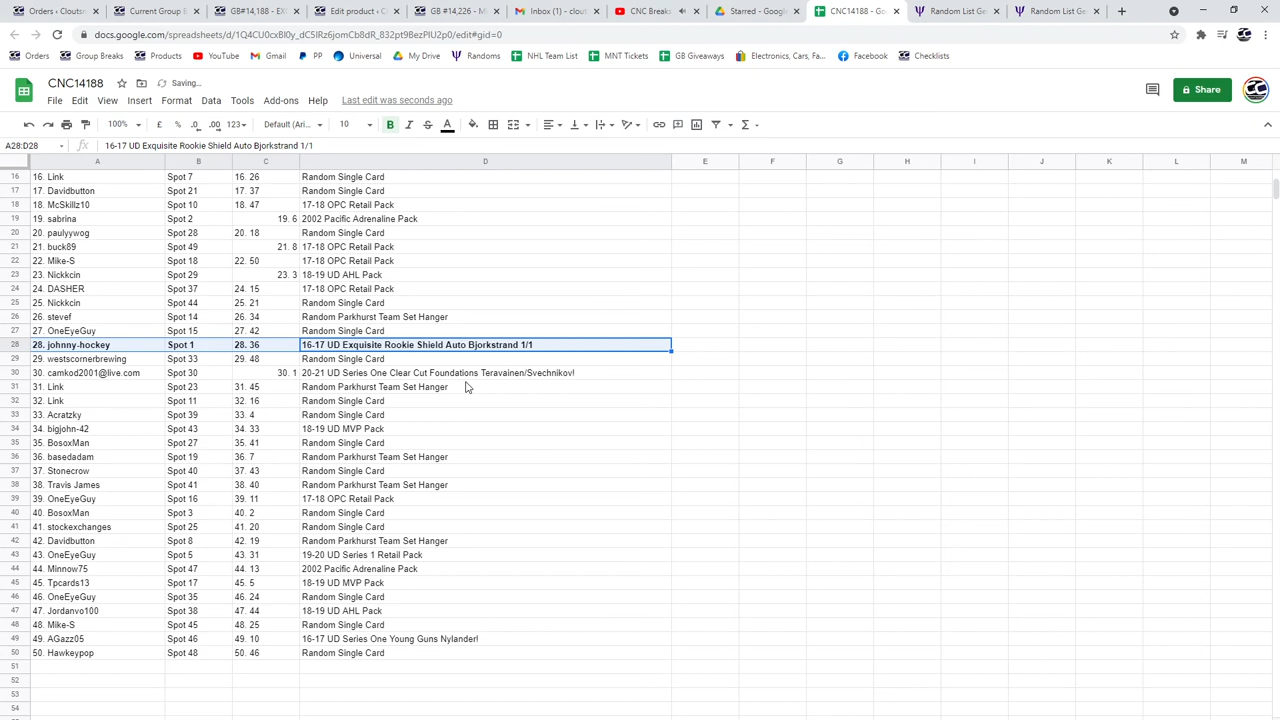 Orders ‹ Cloutsn
Current Group B
GB#14,188 - EXC
Edit product ‹ C
GB #14,226 - Mi
Inbox (1) - clout
CNC Breaks
Starred - Google
CNC14188 - Go
Random List Ge
Random List Ge
docs.google.com/spreadsheets/d/
Orders
Group Breaks
Products
YouTube
Gmail
PP
Universal
My Drive
Randoms
NHL Team List
MNT Tickets
GB Giveaways
Electronics, Cars, Fa...
Facebook
Checklists
CNC14188
Saving...
File Edit View Insert Format Data Tools Add-ons Help Last edit was seconds ago
Share
100% £ % .0 .00 123 Default (Ari... 10 B I S A
A28:D28 fx 16-17 UD Exquisite Rookie Shield Auto Bjorkstrand 1/1
A B C D E F G H I J K L M
16 16. Link Spot 7 16. 26 Random Single Card
17 17. Davidbutton Spot 21 17. 37 Random Single Card
18 18. McSkillz10 Spot 10 18. 47 17-18 OPC Retail Pack
19 19. sabrina Spot 2 19. 6 2002 Pacific Adrenaline Pack
20 20. paulyywog Spot 28 20. 18 Random Single Card
21 21. buck89 Spot 49 21. 8 17-18 OPC Retail Pack
22 22. Mike-S Spot 18 22. 50 17-18 OPC Retail Pack
23 23. Nickkcin Spot 29 23. 3 18-19 UD AHL Pack
24 24. DASHER Spot 37 24. 15 17-18 OPC Retail Pack
25 25. Nickkcin Spot 44 25. 21 Random Single Card
26 26. stevef Spot 14 26. 34 Random Parkhurst Team Set Hanger
27 27. OneEyeGuy Spot 15 27. 42 Random Single Card
28 28. johnny-hockey Spot 1 28. 36 16-17 UD Exquisite Rookie Shield Auto Bjorkstrand 1/1
29 29. westscornerbrewing Spot 33 29. 48 Random Single Card
30 30. camkod2001@live.com Spot 30 30. 1 20-21 UD Series One Clear Cut Foundations Teravainen/Svechnikov!
31 31. Link Spot 23 31. 45 Random Parkhurst Team Set Hanger
32 32. Link Spot 11 32. 16 Random Single Card
33 33. Acratzky Spot 39 33. 4 Random Single Card
34 34. bigjohn-42 Spot 43 34. 33 18-19 UD MVP Pack
35 35. BosoxMan Spot 27 35. 41 Random Single Card
36 36. basedadam Spot 19 36. 7 Random Parkhurst Team Set Hanger
37 37. Stonecrow Spot 40 37. 43 Random Single Card
38 38. Travis James Spot 41 38. 40 Random Parkhurst Team Set Hanger
39 39. OneEyeGuy Spot 16 39. 11 17-18 OPC Retail Pack
40 40. BosoxMan Spot 3 40. 2 Random Single Card
41 41. stockexchanges Spot 25 41. 20 Random Single Card
42 42. Davidbutton Spot 8 42. 19 Random Parkhurst Team Set Hanger
43 43. OneEyeGuy Spot 5 43. 31 19-20 UD Series 1 Retail Pack
44 44. Minnow75 Spot 47 44. 13 2002 Pacific Adrenaline Pack
45 45. Tpcards13 Spot 17 45. 5 18-19 UD MVP Pack
46 46. OneEyeGuy Spot 35 46. 24 Random Single Card
47 47. Jordanvo100 Spot 38 47. 44 18-19 UD AHL Pack
48 48. Mike-S Spot 45 48. 25 Random Single Card
49 49. AGazz05 Spot 46 49. 10 16-17 UD Series One Young Guns Nylander!
50 50. Hawkeypop Spot 48 50. 46 Random Single Card
51
52
53
54